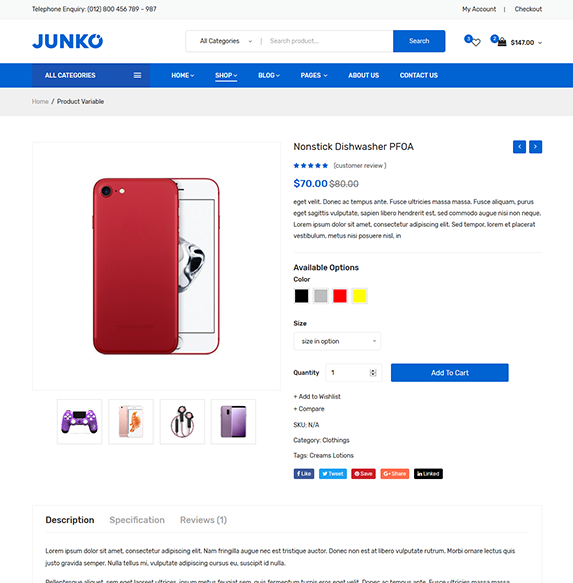 Telephone Enquiry: (012) 800 456 789 - 987
My Account | Checkout
JUNKO
All Categories | Search product... Search
3 2 $147.00
ALL CATEGORIES HOME SHOP BLOG PAGES ABOUT US CONTACT US
Home / Product Variable
Nonstick Dishwasher PFOA
(customer review )
$70.00 $80.00
eget velit. Donec ac tempus ante. Fusce ultricies massa massa. Fusce aliquam, purus
eget sagittis vulputate, sapien libero hendrerit est, sed commodo augue nisi non neque.
Lorem ipsum dolor sit amet, consectetur adipiscing elit. Sed tempor, lorem et placerat
vestibulum, metus nisi posuere nisl, in
Available Options
Color
Size
size in option
Quantity 1 Add To Cart
+ Add to Wishlist
+ Compare
SKU: N/A
Category: Clothings
Tags: Creams Lotions
Like Tweet Save Share Linked
Description Specification Reviews (1)
Lorem ipsum dolor sit amet, consectetur adipiscing elit. Nam fringilla augue nec est tristique auctor. Donec non est at libero vulputate rutrum. Morbi ornare lectus quis
justo gravida semper. Nulla tellus mi, vulputate adipiscing cursus eu, suscipit id nulla.
Pellentesque aliquet, sem eget laoreet ultrices, ipsum metus feugiat sem, quis fermentum turpis eros eget velit. Donec ac tempus ante. Fusce ultricies massa massa.